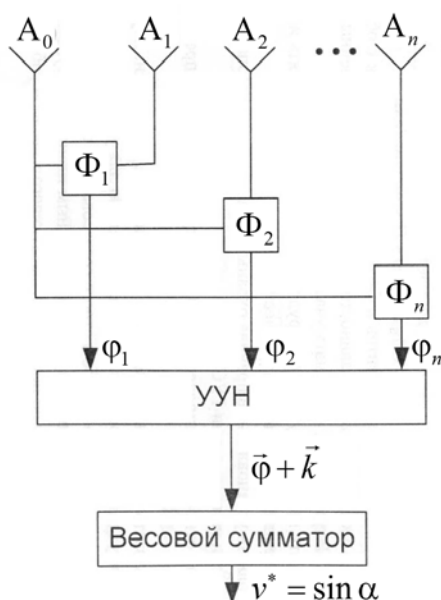 A₀ A₁ A₂ ••• Aₙ
Φ₁
Φ₂
Φₙ
φ₁ φ₂ φₙ
УУН
φ⃗ + k⃗
Весовой сумматор
v* = sin α